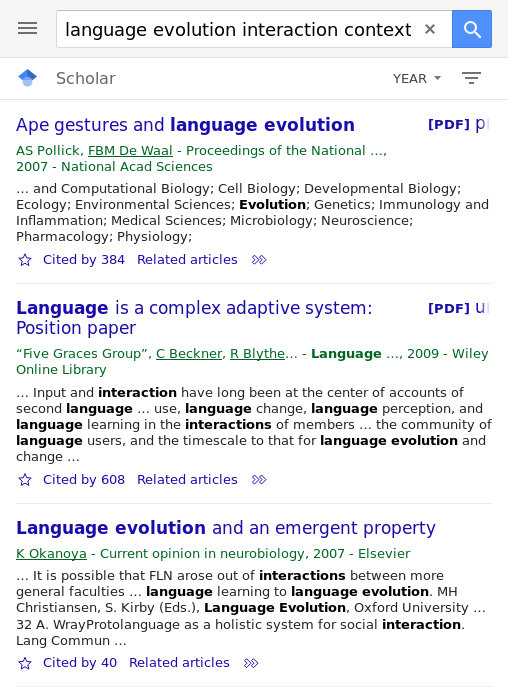 language evolution interaction context
Scholar
YEAR
Ape gestures and language evolution
[PDF]
AS Pollick, FBM De Waal - Proceedings of the National …,
2007 - National Acad Sciences
… and Computational Biology; Cell Biology; Developmental Biology;
Ecology; Environmental Sciences; Evolution; Genetics; Immunology and
Inflammation; Medical Sciences; Microbiology; Neuroscience;
Pharmacology; Physiology;
Cited by 384 Related articles
Language is a complex adaptive system:
Position paper
[PDF]
“Five Graces Group”, C Beckner, R Blythe… - Language …, 2009 - Wiley
Online Library
… Input and interaction have long been at the center of accounts of
second language … use, language change, language perception, and
language learning in the interactions of members … the community of
language users, and the timescale to that for language evolution and
change …
Cited by 608 Related articles
Language evolution and an emergent property
K Okanoya - Current opinion in neurobiology, 2007 - Elsevier
… It is possible that FLN arose out of interactions between more
general faculties … language learning to language evolution. MH
Christiansen, S. Kirby (Eds.), Language Evolution, Oxford University …
32 A. WrayProtolanguage as a holistic system for social interaction.
Lang Commun …
Cited by 40 Related articles